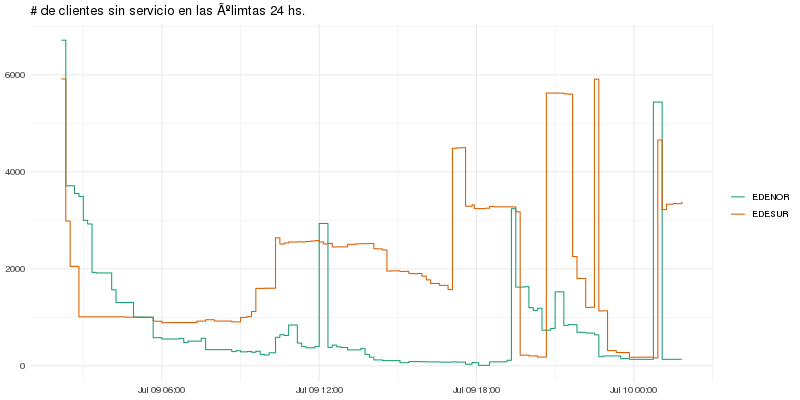 # de clientes sin servicio en las Ãºlimtas 24 hs.
6000
4000
2000
0
Jul 09 06:00
Jul 09 12:00
Jul 09 18:00
Jul 10 00:00
EDENOR
EDESUR